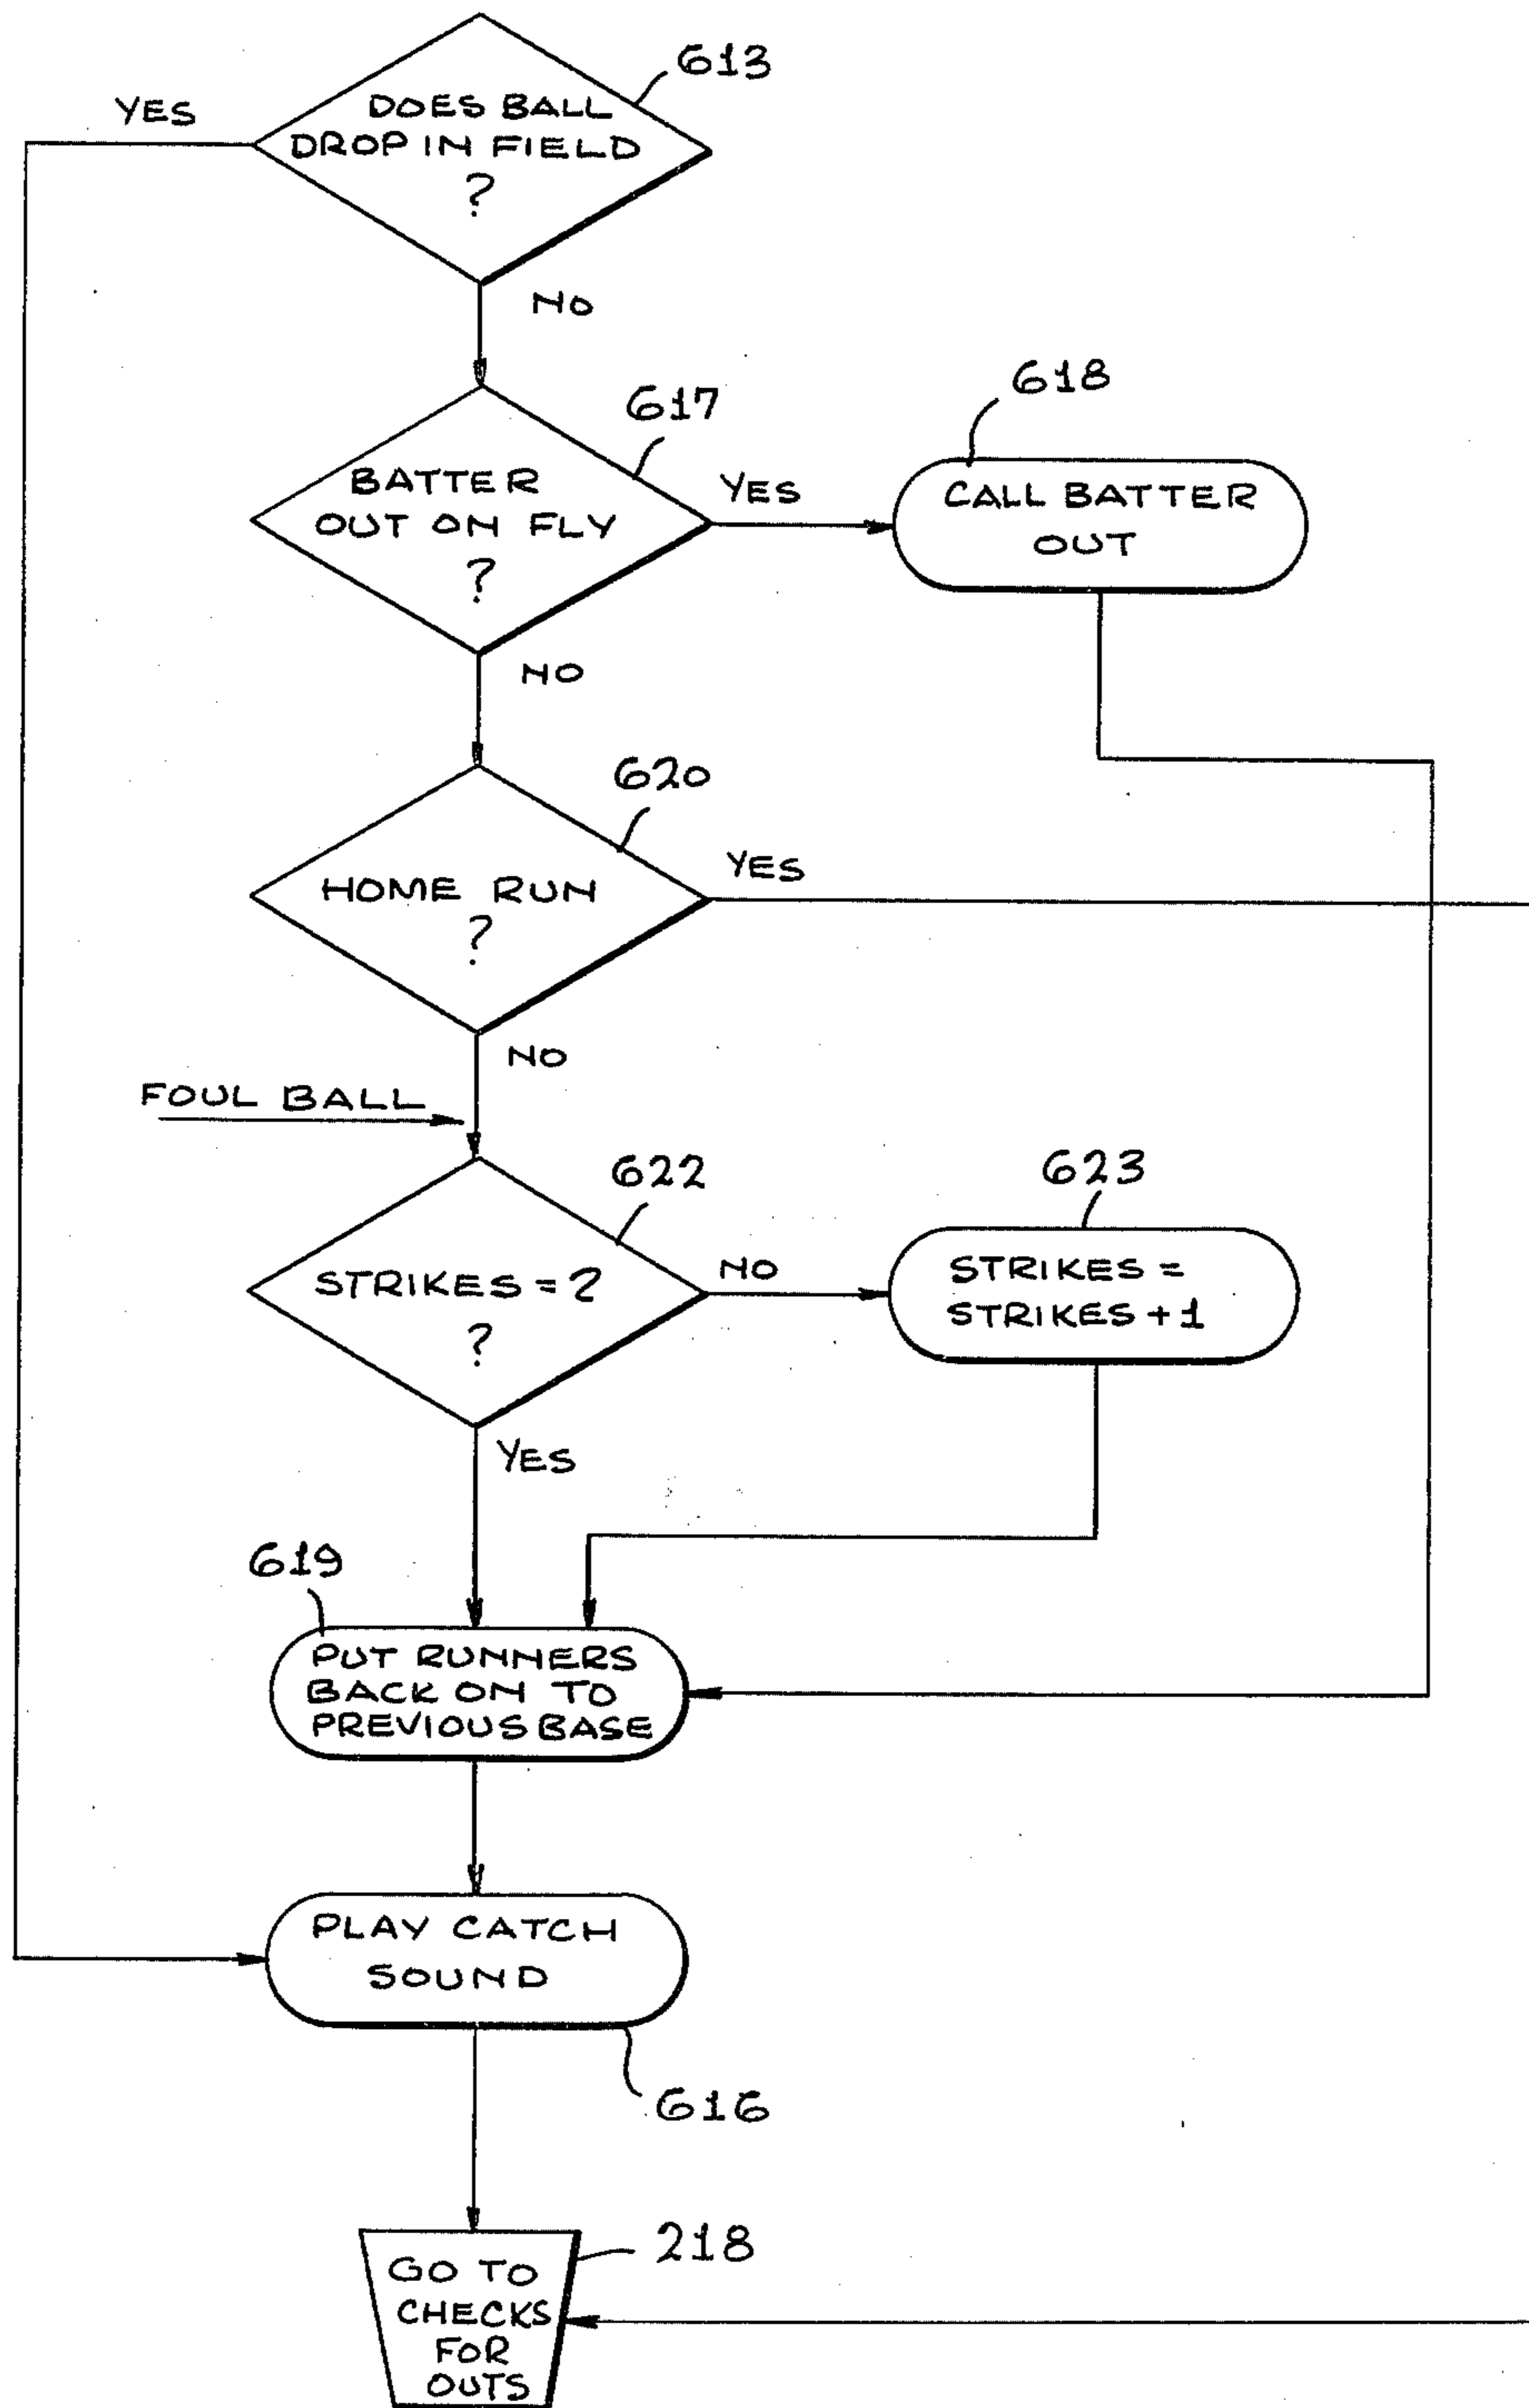 613
YES
DOES BALL
DROP IN FIELD
?
NO
617
618
BATTER
OUT ON FLY
?
YES
CALL BATTER
OUT
NO
620
HOME RUN
?
YES
NO
FOUL BALL
622
623
STRIKES = 2
?
NO
STRIKES =
STRIKES + 1
YES
619
PUT RUNNERS
BACK ON TO
PREVIOUS BASE
PLAY CATCH
SOUND
616
218
GO TO
CHECKS
FOR
OUTS